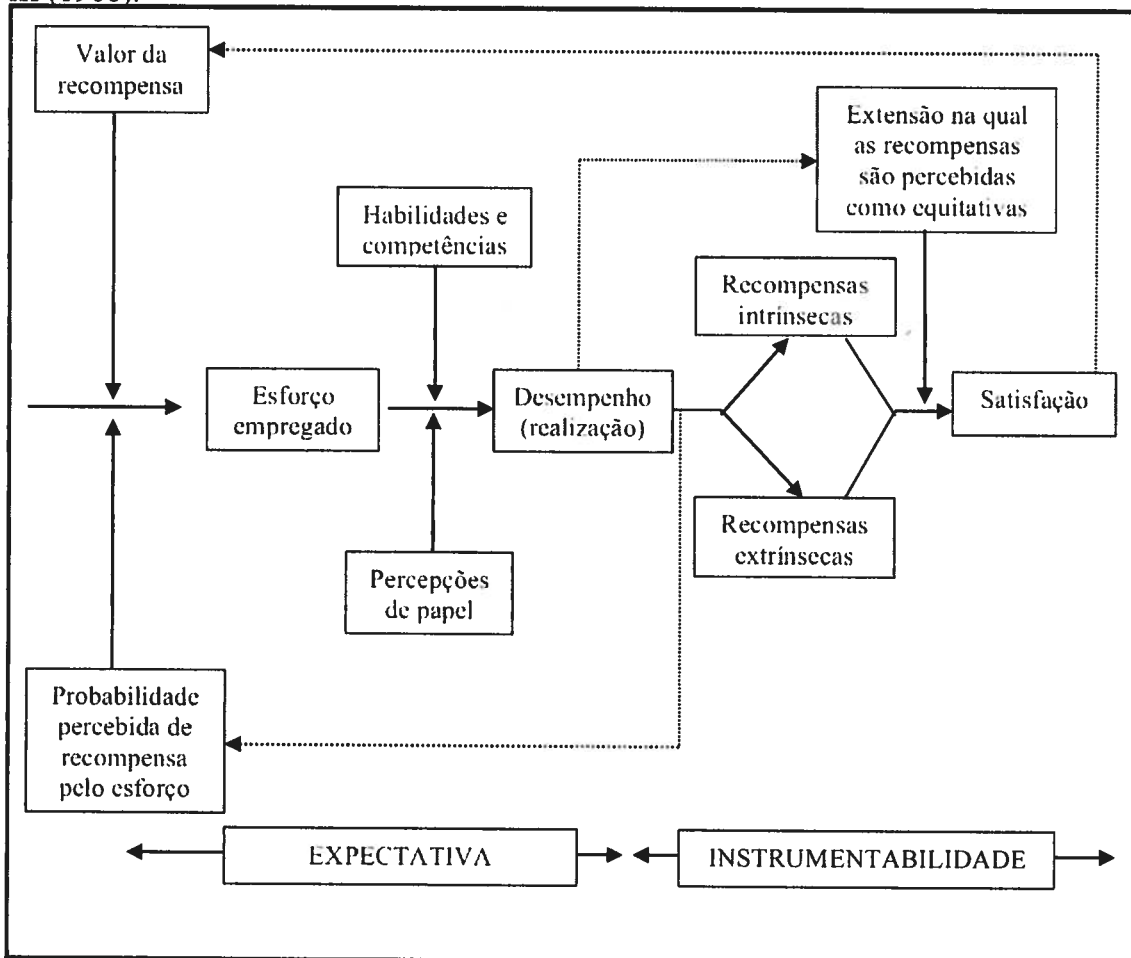 Valor da
recompensa
Extensão na qual
as recompensas
são percebidas
como equitativas
Habilidades e
competências
Recompensas
intrínsecas
Esforço
empregado
Desempenho
(realização)
Satisfação
Recompensas
extrínsecas
Percepções
de papel
Probabilidade
percebida de
recompensa
pelo esforço
EXPECTATIVA
INSTRUMENTABILIDADE